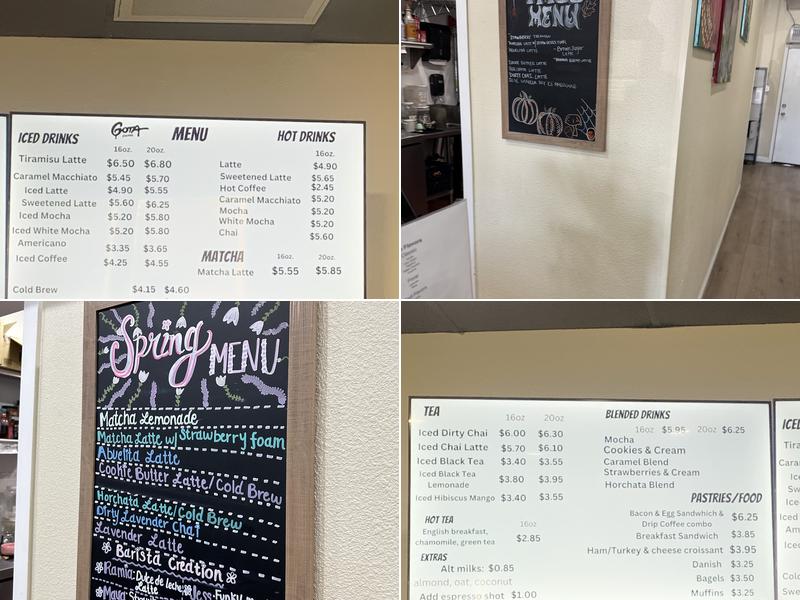 ICED DRINKS
GOTA
MENU
HOT DRINKS
16oz. 20oz.
Tiramisu Latte $6.50 $6.80
Caramel Macchiato $5.45 $5.70
Iced Latte $4.90 $5.55
Sweetened Latte $5.60 $6.25
Iced Mocha $5.20 $5.80
Iced White Mocha $5.20 $5.80
Americano $3.35 $3.65
Iced Coffee $4.25 $4.55
Cold Brew $4.15 $4.60
16oz.
Latte $4.90
Sweetened Latte $5.65
Hot Coffee $2.45
Caramel Macchiato $5.20
Mocha $5.20
White Mocha $5.20
Chai $5.60
MATCHA 16oz. 20oz.
Matcha Latte $5.55 $5.85
MENU
Spring
MENU
Matcha Lemonade
Matcha Latte w/ Strawberry foam
Abuelita Latte
Cookie Butter Latte/Cold Brew
Horchata Latte/Cold Brew
Dirty Lavender Chai
Lavender Latte
Barista Creation
Ramia: Dulce de leche
Latte
Jess: Funky
Maya:
TEA
16oz 20oz
Iced Dirty Chai $6.00 $6.30
Iced Chai Latte $5.70 $6.10
Iced Black Tea $3.40 $3.55
Iced Black Tea
Lemonade $3.80 $3.95
Iced Hibiscus Mango $3.40 $3.55
HOT TEA
16oz
English breakfast,
chamomile, green tea $2.85
EXTRAS
Alt milks: $0.85
almond, oat, coconut
Add espresso shot $1.00
BLENDED DRINKS
16oz $5.95 20oz $6.25
Mocha
Cookies & Cream
Caramel Blend
Strawberries & Cream
Horchata Blend
PASTRIES/FOOD
Bacon & Egg Sandwich &
Drip Coffee combo $6.25
Breakfast Sandwich $3.85
Ham/Turkey & cheese croissant $3.95
Danish $3.25
Bagels $3.50
Muffins $3.25